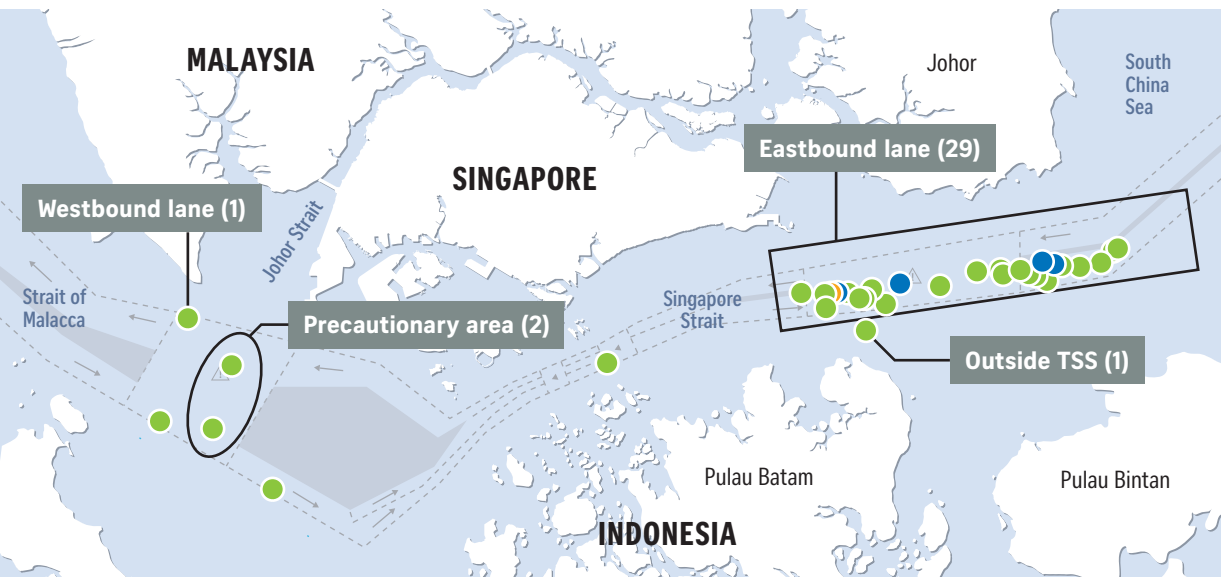 MALAYSIA
Johor
South
China
Sea
Eastbound lane (29)
SINGAPORE
Westbound lane (1)
Johor Strait
Strait of
Malacca
Singapore
Strait
Precautionary area (2)
Outside TSS (1)
Pulau Batam
Pulau Bintan
INDONESIA